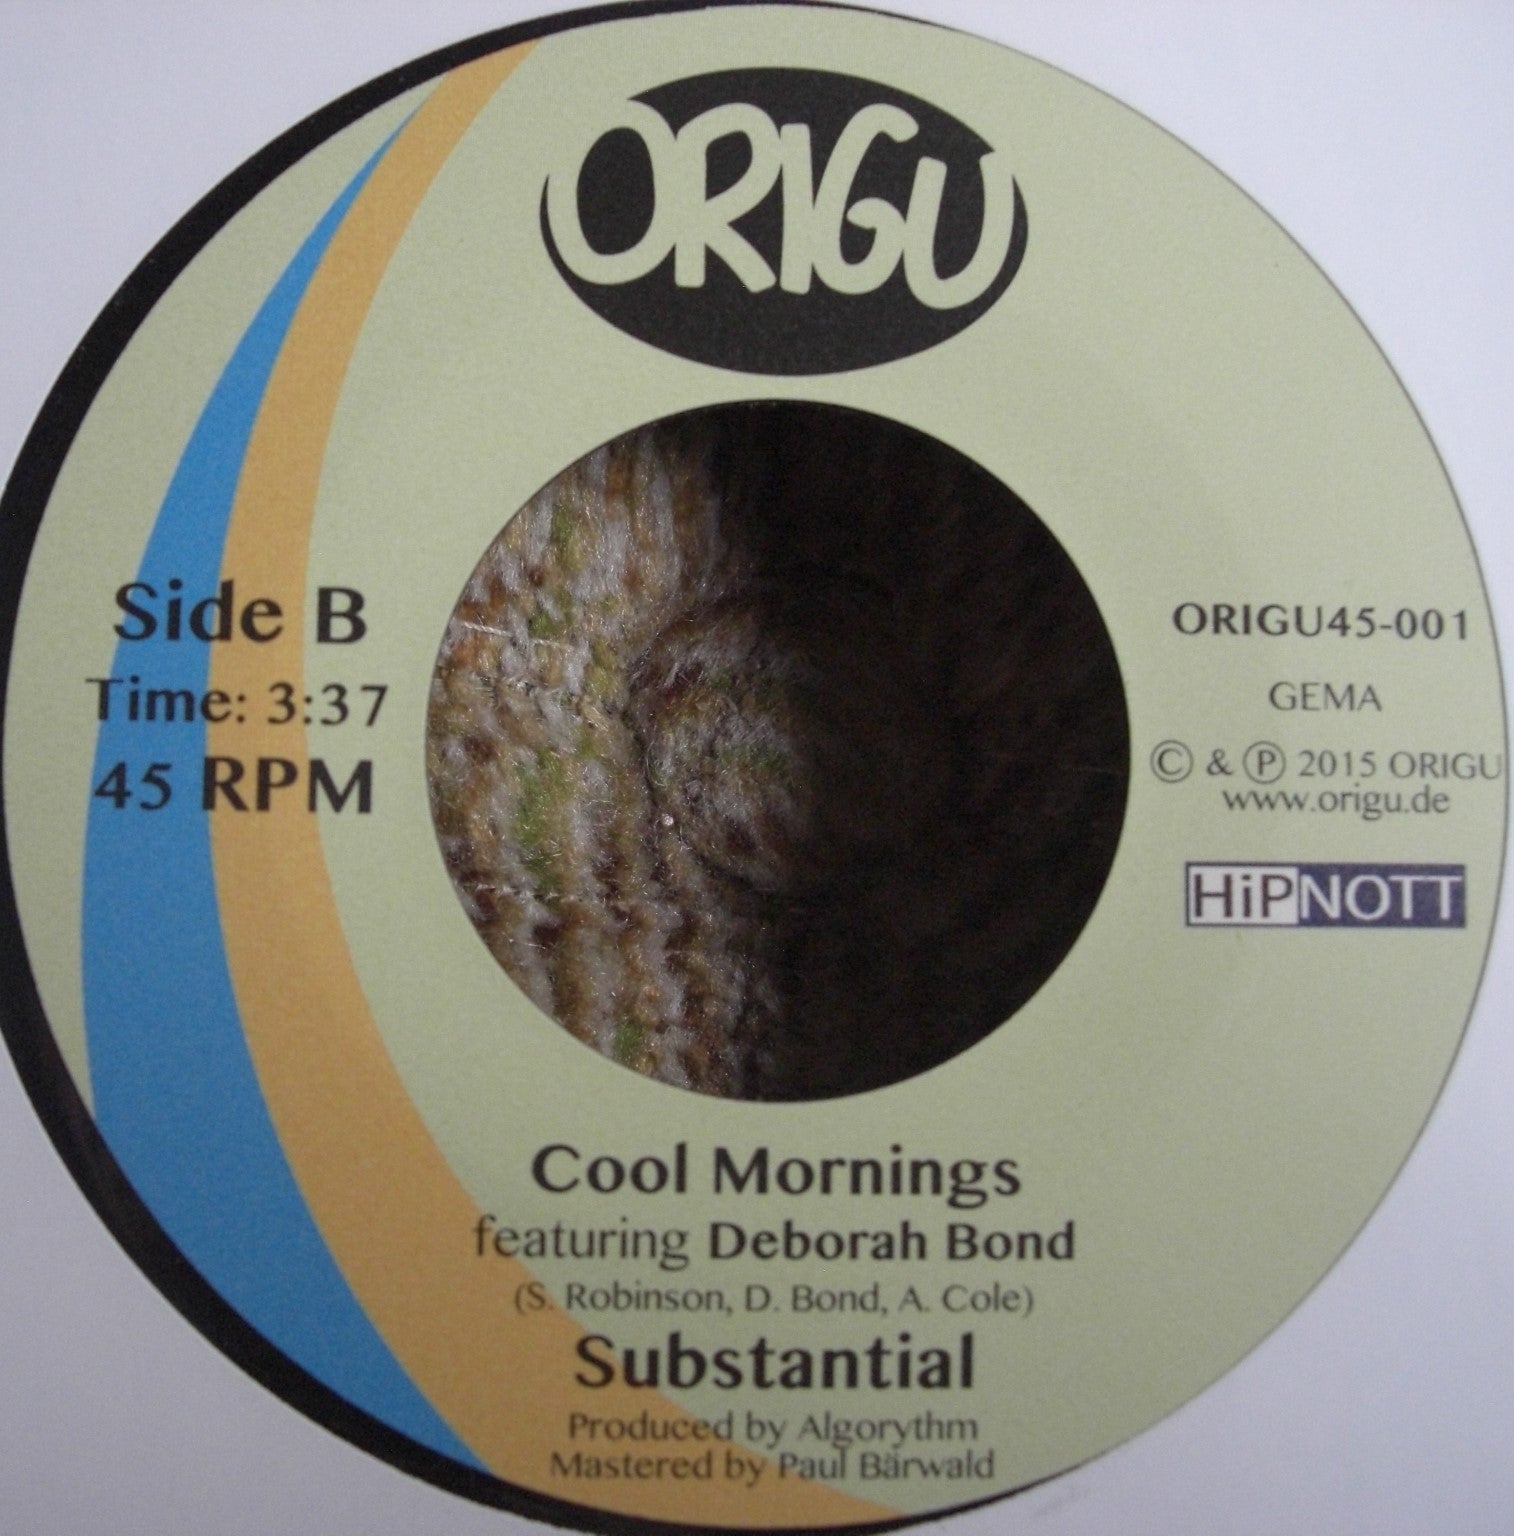 ORIGU
Side B
Time: 3:37
45 RPM
ORIGU45-001
GEMA
© & ℗ 2015 ORIGU
www.origu.de
HiPNOTT
Cool Mornings
featuring Deborah Bond
(S. Robinson, D. Bond, A. Cole)
Substantial
Produced by Algorythm
Mastered by Paul Bärwald